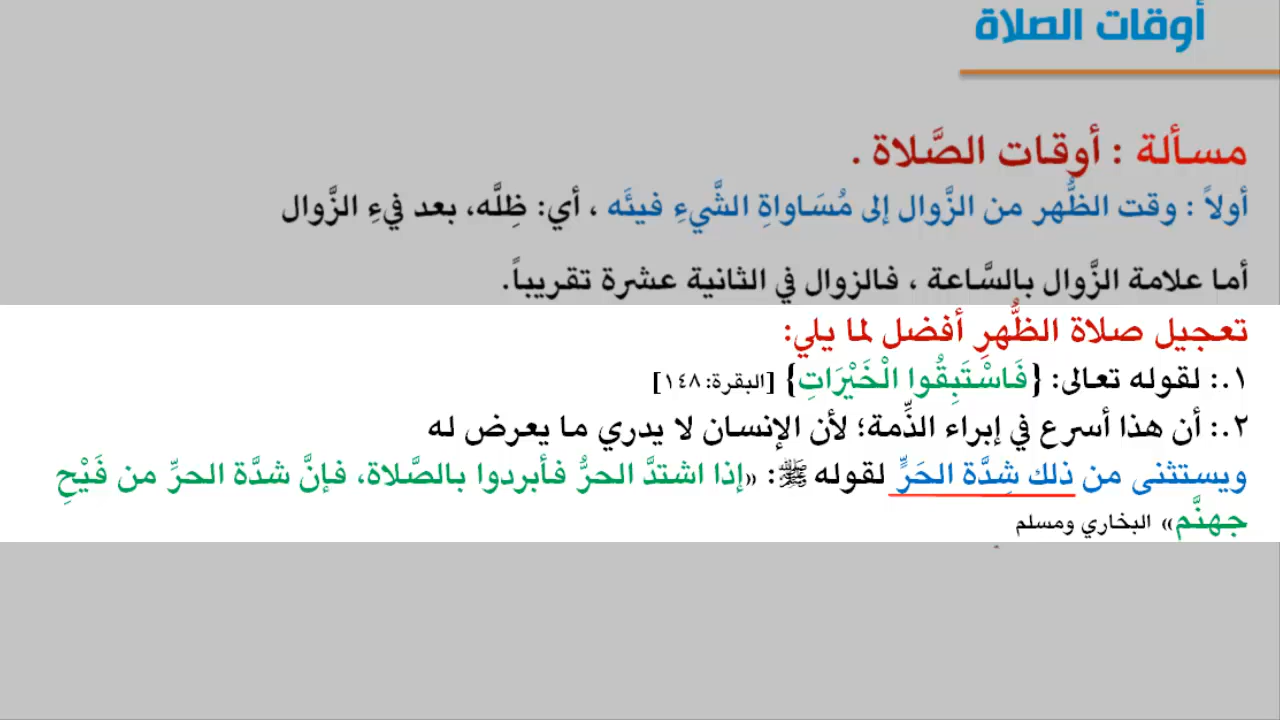 أوقات الصلاة
مسألة : أوقات الصَّلاة .
أولاً : وقت الظُّهر من الزَّوال إلى مُسَاواةِ الشَّيءِ فيئَه ، أي: ظِلَّه، بعد فيءِ الزَّوال
أما علامة الزَّوال بالسَّاعة ، فالزوال في الثانية عشرة تقريباً.
تعجيل صلاة الظُّهرِ أفضل لما يلي:
١.: لقوله تعالى: {فَاسْتَبِقُوا الْخَيْرَاتِ} [البقرة: ١٤٨]
٢.: أن هذا أسرع في إبراء الذِّمة؛ لأن الإنسان لا يدري ما يعرض له
ويستثنى من ذلك شِدَّة الحَرٍّ لقوله ﷺ: «إذا اشتدَّ الحرُّ فأبردوا بالصَّلاة، فإنَّ شدَّة الحرِّ من فَيْحِ
جهنَّم» البخاري ومسلم